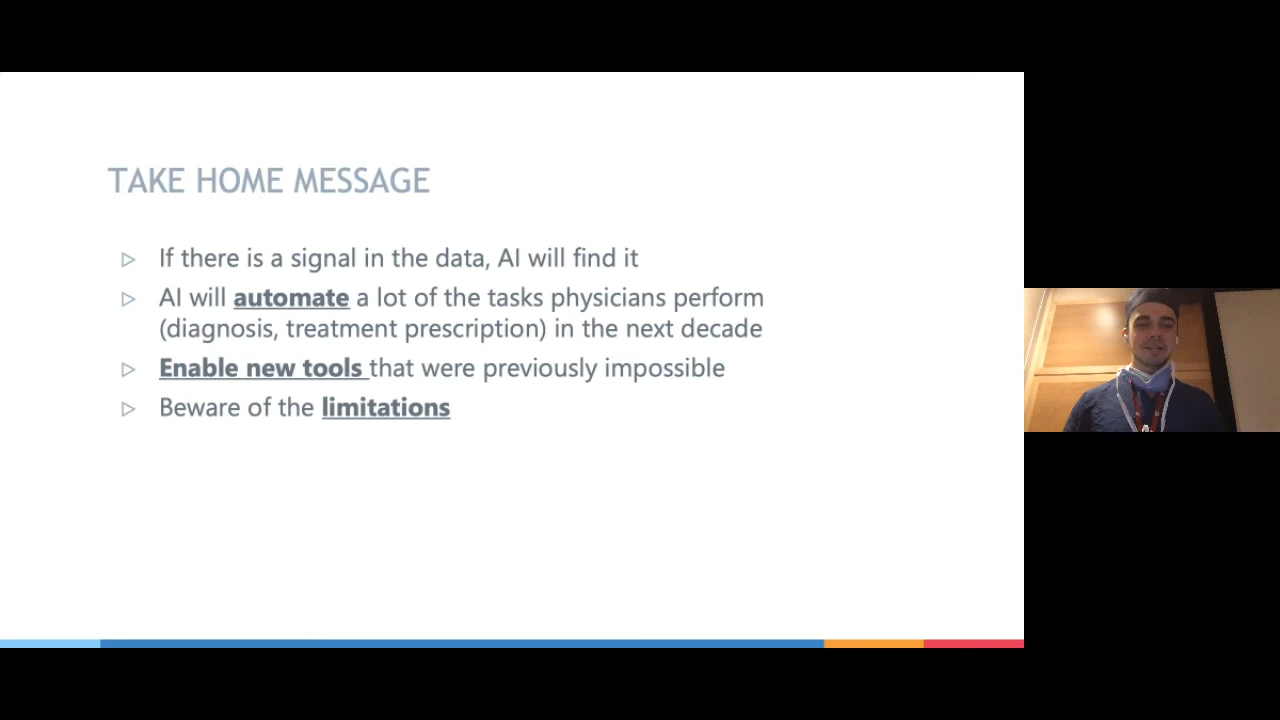 TAKE HOME MESSAGE
If there is a signal in the data, AI will find it
AI will automate a lot of the tasks physicians perform
(diagnosis, treatment prescription) in the next decade
Enable new tools that were previously impossible
Beware of the limitations